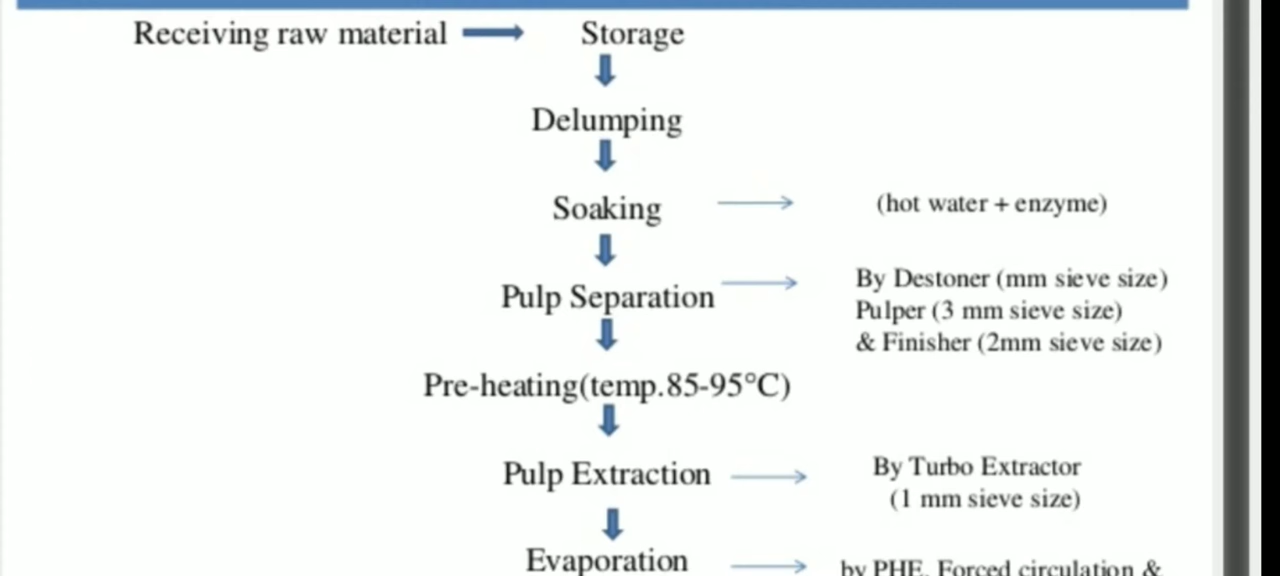 Receiving raw material Storage
Delumping
Soaking (hot water + enzyme)
Pulp Separation By Destoner (mm sieve size)
Pulper (3 mm sieve size)
& Finisher (2mm sieve size)
Pre-heating(temp.85-95°C)
Pulp Extraction By Turbo Extractor
(1 mm sieve size)
Evaporation by PHE, Forced circulation &